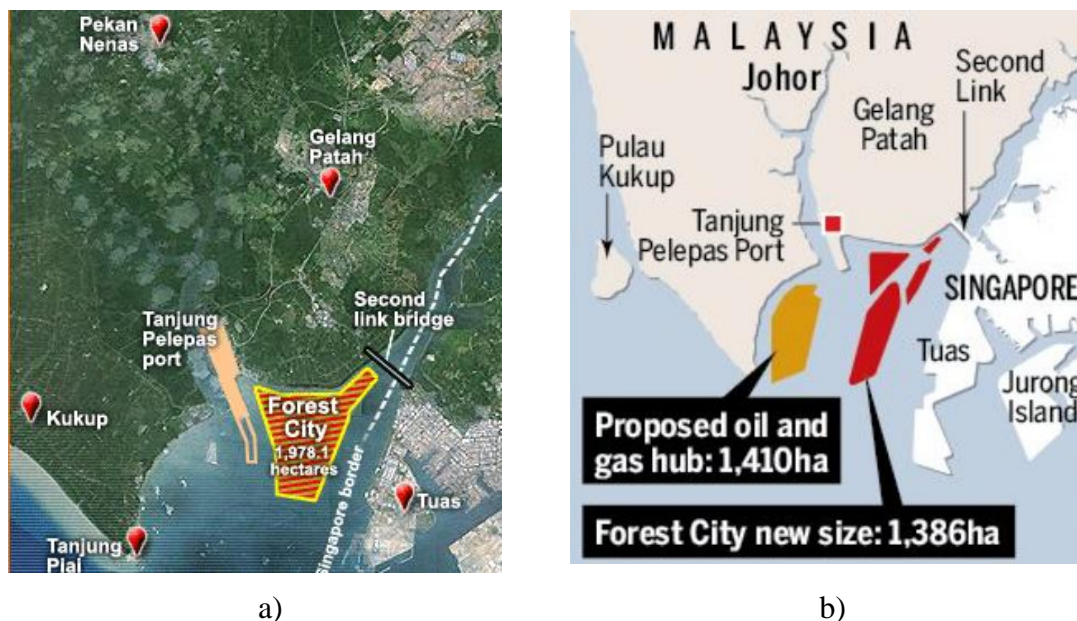 Pekan
Nenas
Gelang
Patah
Second
link bridge
Tanjung
Pelepas
port
Forest
City
1,978.1
hectares
Kukup
Tuas
Singapore border
Tanjung
Piai
a)
MALAYSIA
Johor
Second
Link
Gelang
Patah
Pulau
Kukup
Tanjung
Pelepas Port
SINGAPORE
Tuas
Jurong
Island
Proposed oil and
gas hub: 1,410ha
Forest City new size: 1,386ha
b)